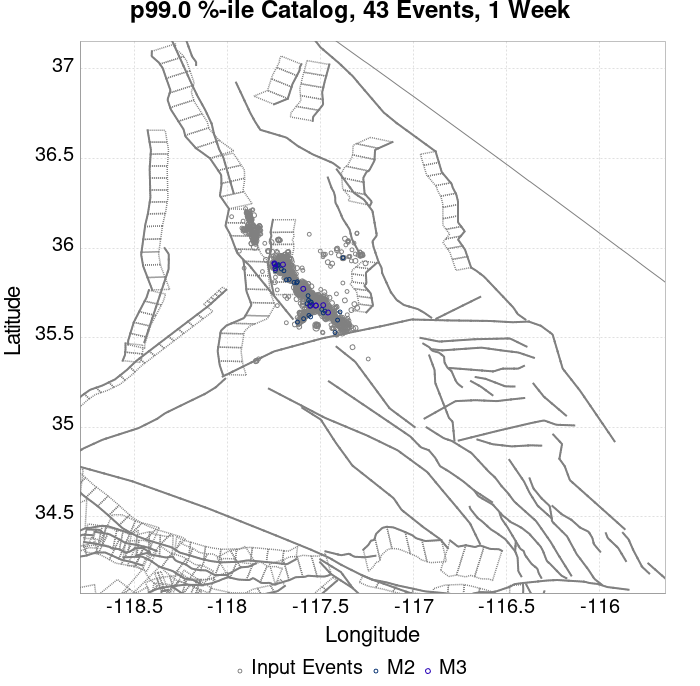 p99.0 %-ile Catalog, 43 Events, 1 Week
37
36.5
36
35.5
35
34.5
Latitude
-118.5 -118 -117.5 -117 -116.5 -116
Longitude
Input Events M2 M3